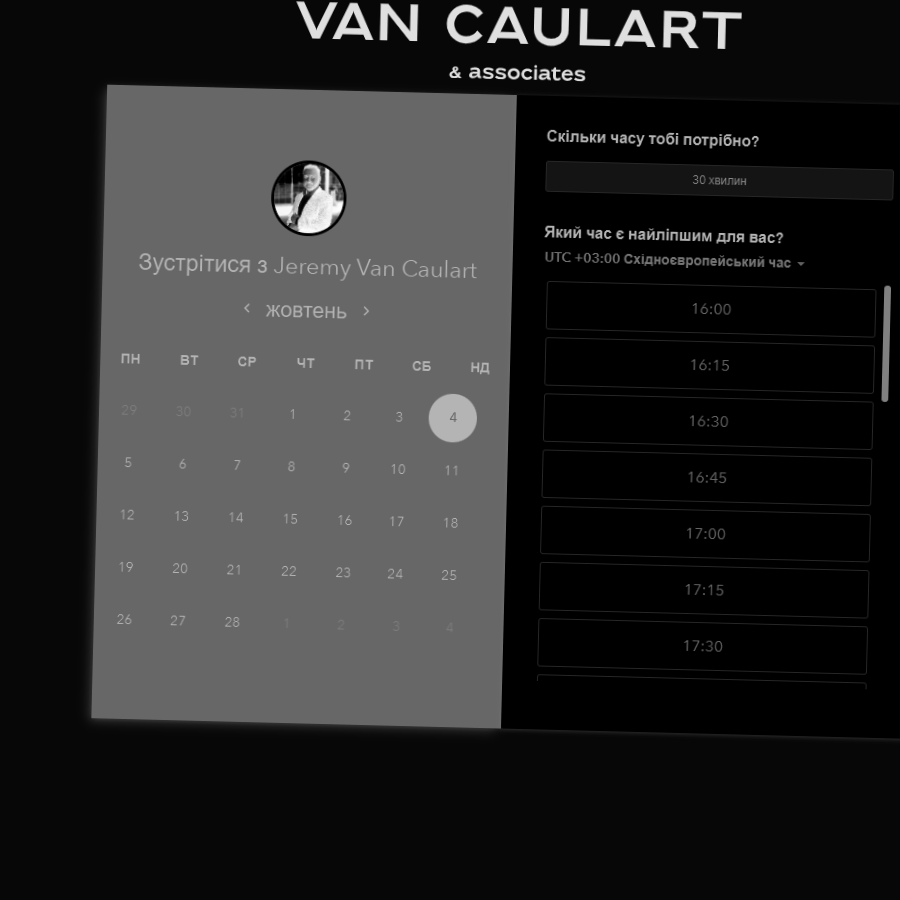 VAN CAULART
& associates
Зустрітися з Jeremy Van Caulart
жовтень
ПН ВТ СР ЧТ ПТ СБ НД
29 30 31 1 2 3 4
5 6 7 8 9 10 11
12 13 14 15 16 17 18
19 20 21 22 23 24 25
26 27 28 1 2 3 4
Скільки часу тобі потрібно?
30 хвилин
Який час є найліпшим для вас?
UTC +03:00 Східноєвропейський час
16:00
16:15
16:30
16:45
17:00
17:15
17:30